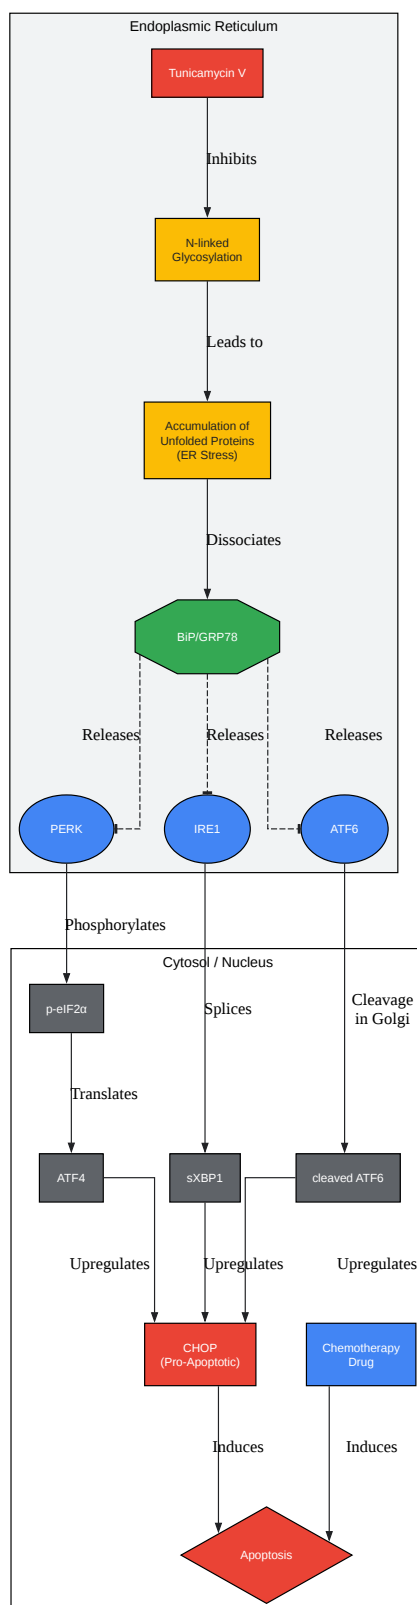 Endoplasmic Reticulum
Tunicamycin V
Inhibits
N-linked
Glycosylation
Leads to
Accumulation of
Unfolded Proteins
(ER Stress)
Dissociates
BiP/GRP78
Releases
Releases
Releases
PERK
IRE1
ATF6
Phosphorylates
Cytosol / Nucleus
p-eIF2α
Splices
Cleavage
in Golgi
Translates
ATF4
sXBP1
cleaved ATF6
Upregulates
Upregulates
Upregulates
CHOP
(Pro-Apoptotic)
Chemotherapy
Drug
Induces
Induces
Apoptosis